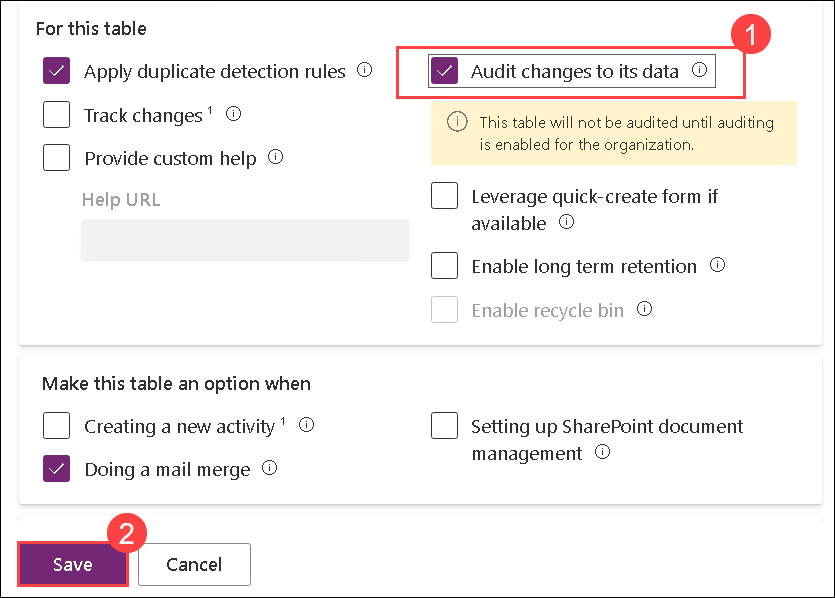 For this table
1
Apply duplicate detection rules
Audit changes to its data
Track changes 1
This table will not be audited until auditing
is enabled for the organization.
Provide custom help
Help URL
Leverage quick-create form if
available
Enable long term retention
Enable recycle bin
Make this table an option when
Creating a new activity 1
Setting up SharePoint document
management
Doing a mail merge
2
Save
Cancel